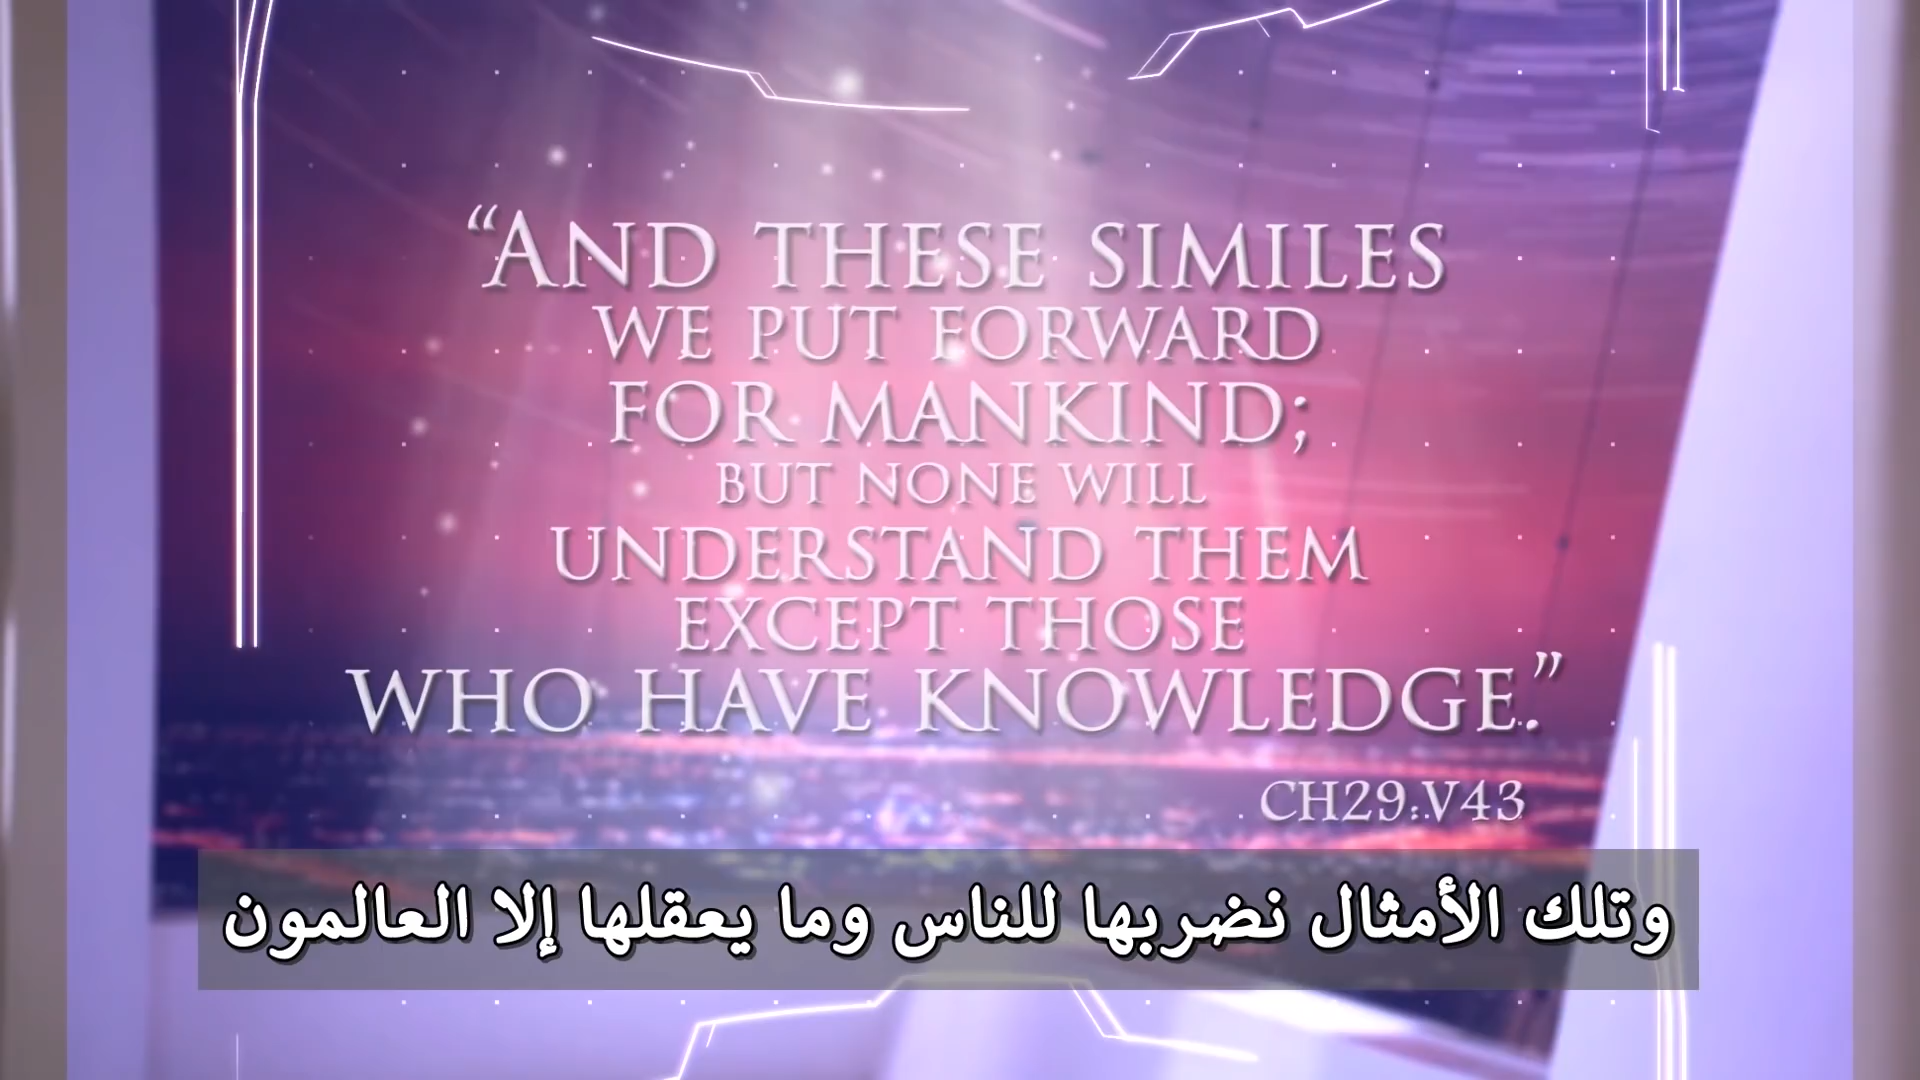 “AND THESE SIMILES
WE PUT FORWARD
FOR MANKIND;
BUT NONE WILL
UNDERSTAND THEM
EXCEPT THOSE
WHO HAVE KNOWLEDGE.”
CH29:V43
وتلك الأمثال نضربها للناس وما يعقلها إلا العالمون